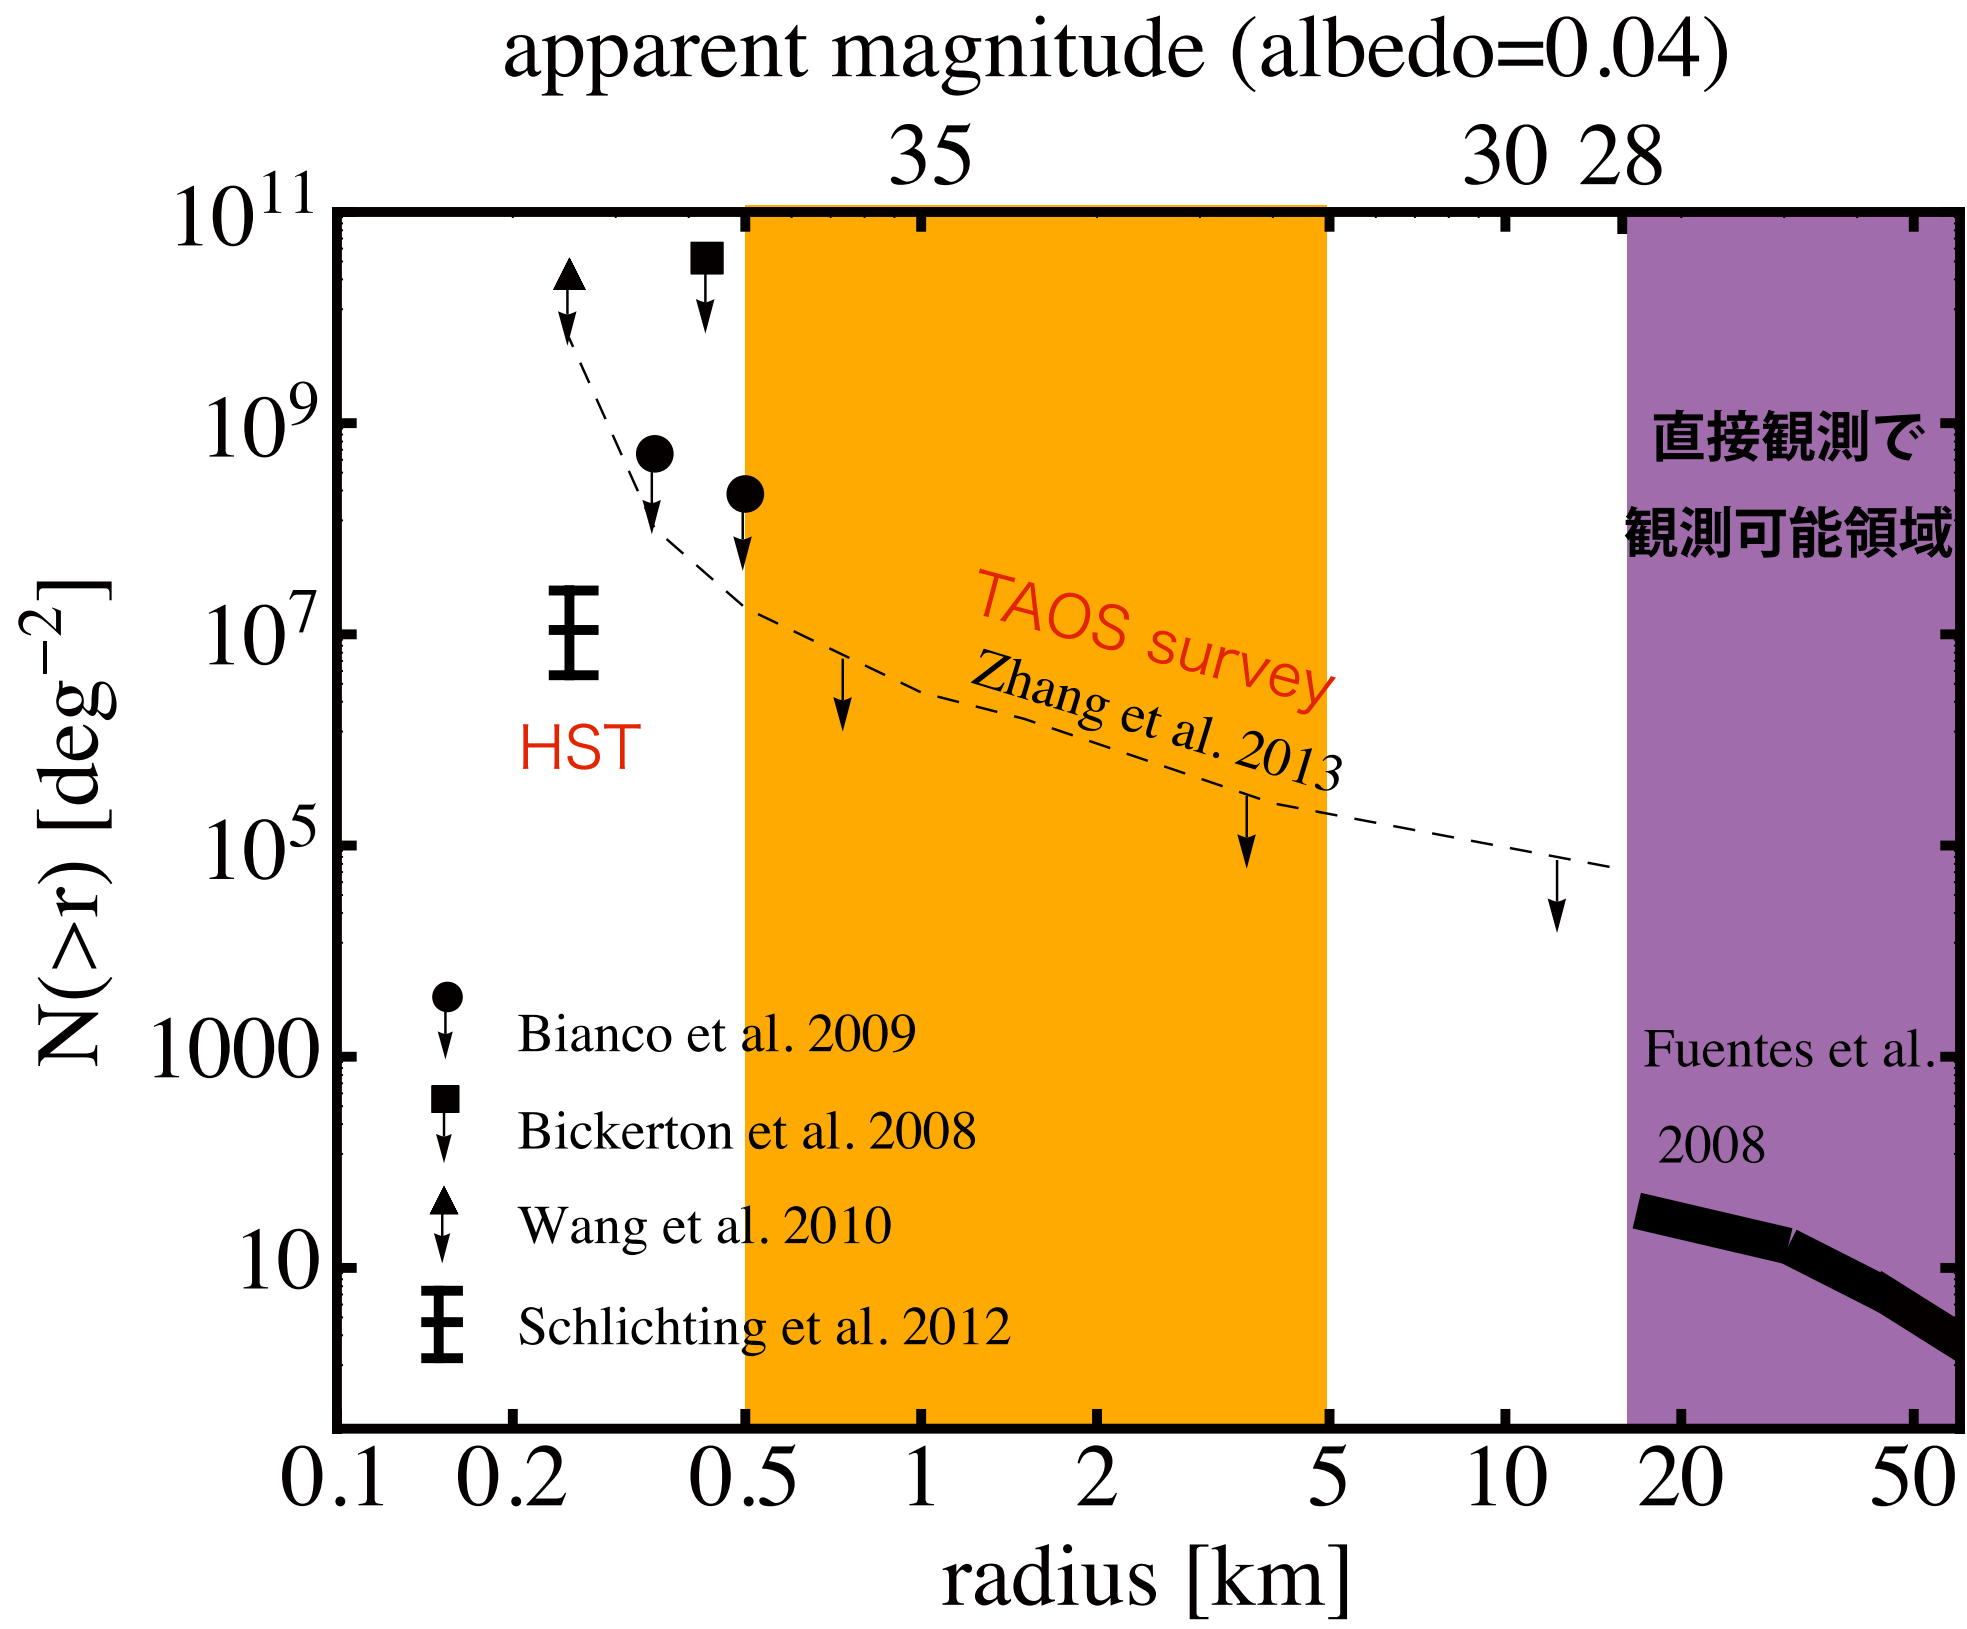 apparent magnitude (albedo=0.04)
35 30 28
10^11
10^9
10^7
10^5
1000
10
N(>r) [deg^−2]
直接観測で
観測可能領域
TAOS survey
Zhang et al. 2013
HST
Bianco et al. 2009
Bickerton et al. 2008
Wang et al. 2010
Schlichting et al. 2012
Fuentes et al.
2008
0.1 0.2 0.5 1 2 5 10 20 50
radius [km]